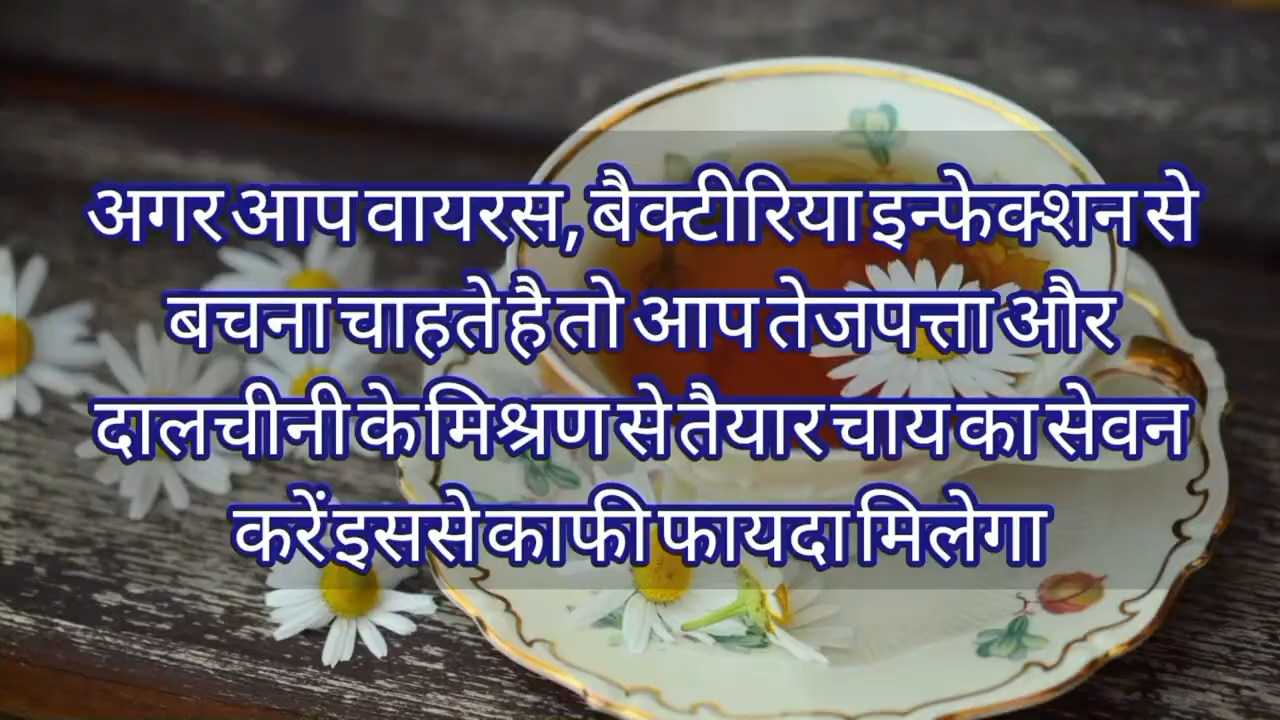 अगर आप वायरस, बैक्टीरिया इन्फेक्शन से
बचना चाहते है तो आप तेजपत्ता और
दालचीनी के मिश्रण से तैयार चाय का सेवन
करें इससे काफी फायदा मिलेगा